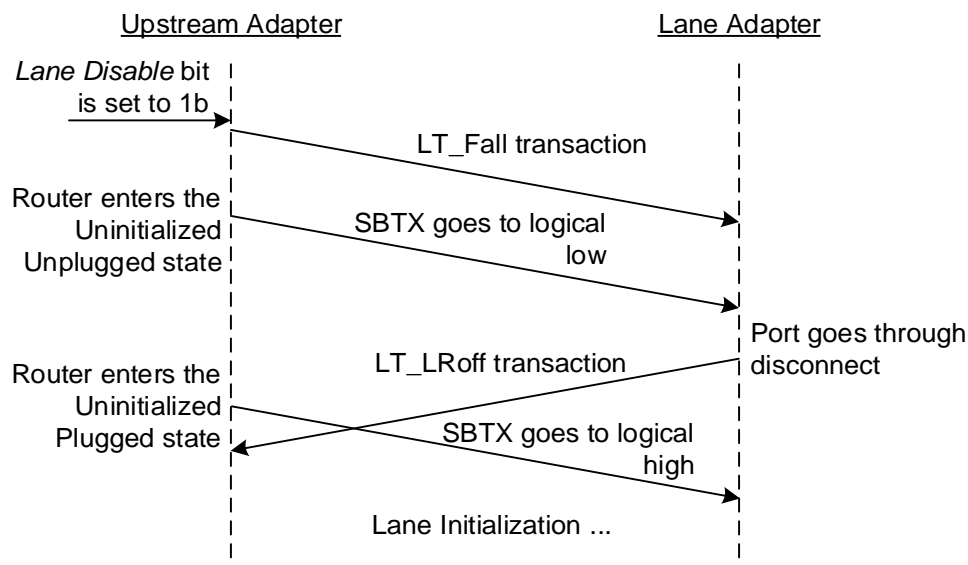 Upstream Adapter
Lane Adapter
Lane Disable bit
is set to 1b
LT_Fall transaction
Router enters the
Uninitialized
Unplugged state
SBTX goes to logical
low
Port goes through
disconnect
LT_LRoff transaction
Router enters the
Uninitialized
Plugged state
SBTX goes to logical
high
Lane Initialization ...